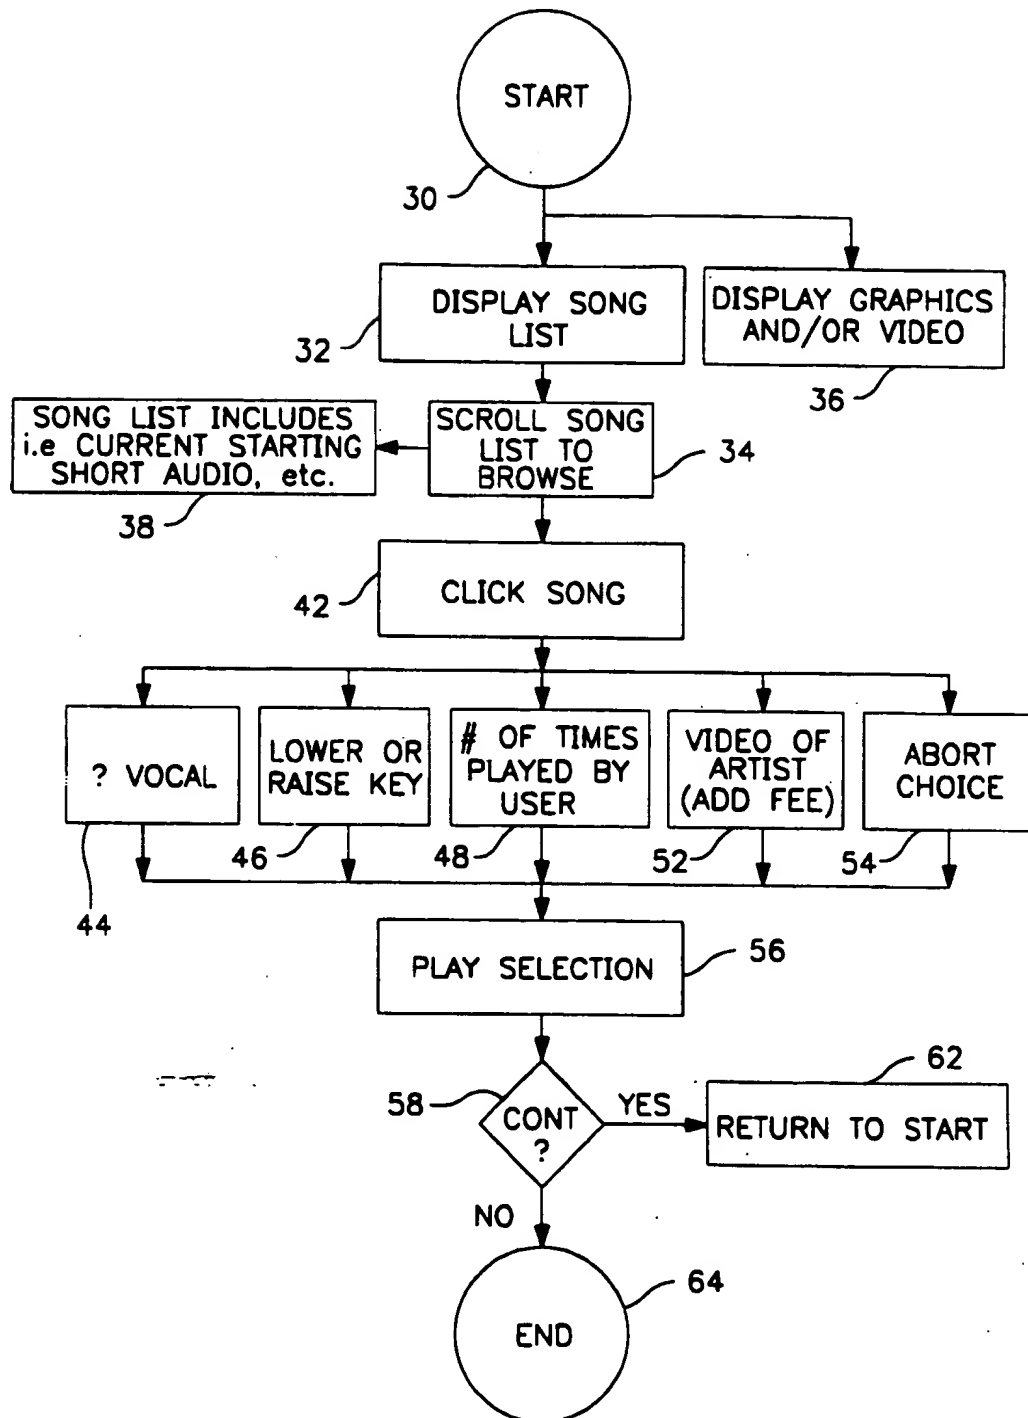 START
30
DISPLAY SONG
LIST
32
DISPLAY GRAPHICS
AND/OR VIDEO
36
SONG LIST INCLUDES
i.e CURRENT STARTING
SHORT AUDIO, etc.
38
SCROLL SONG
LIST TO
BROWSE
34
CLICK SONG
42
? VOCAL
44
LOWER OR
RAISE KEY
46
# OF TIMES
PLAYED BY
USER
48
VIDEO OF
ARTIST
(ADD FEE)
52
ABORT
CHOICE
54
PLAY SELECTION
56
CONT
?
58
YES
RETURN TO START
62
NO
END
64